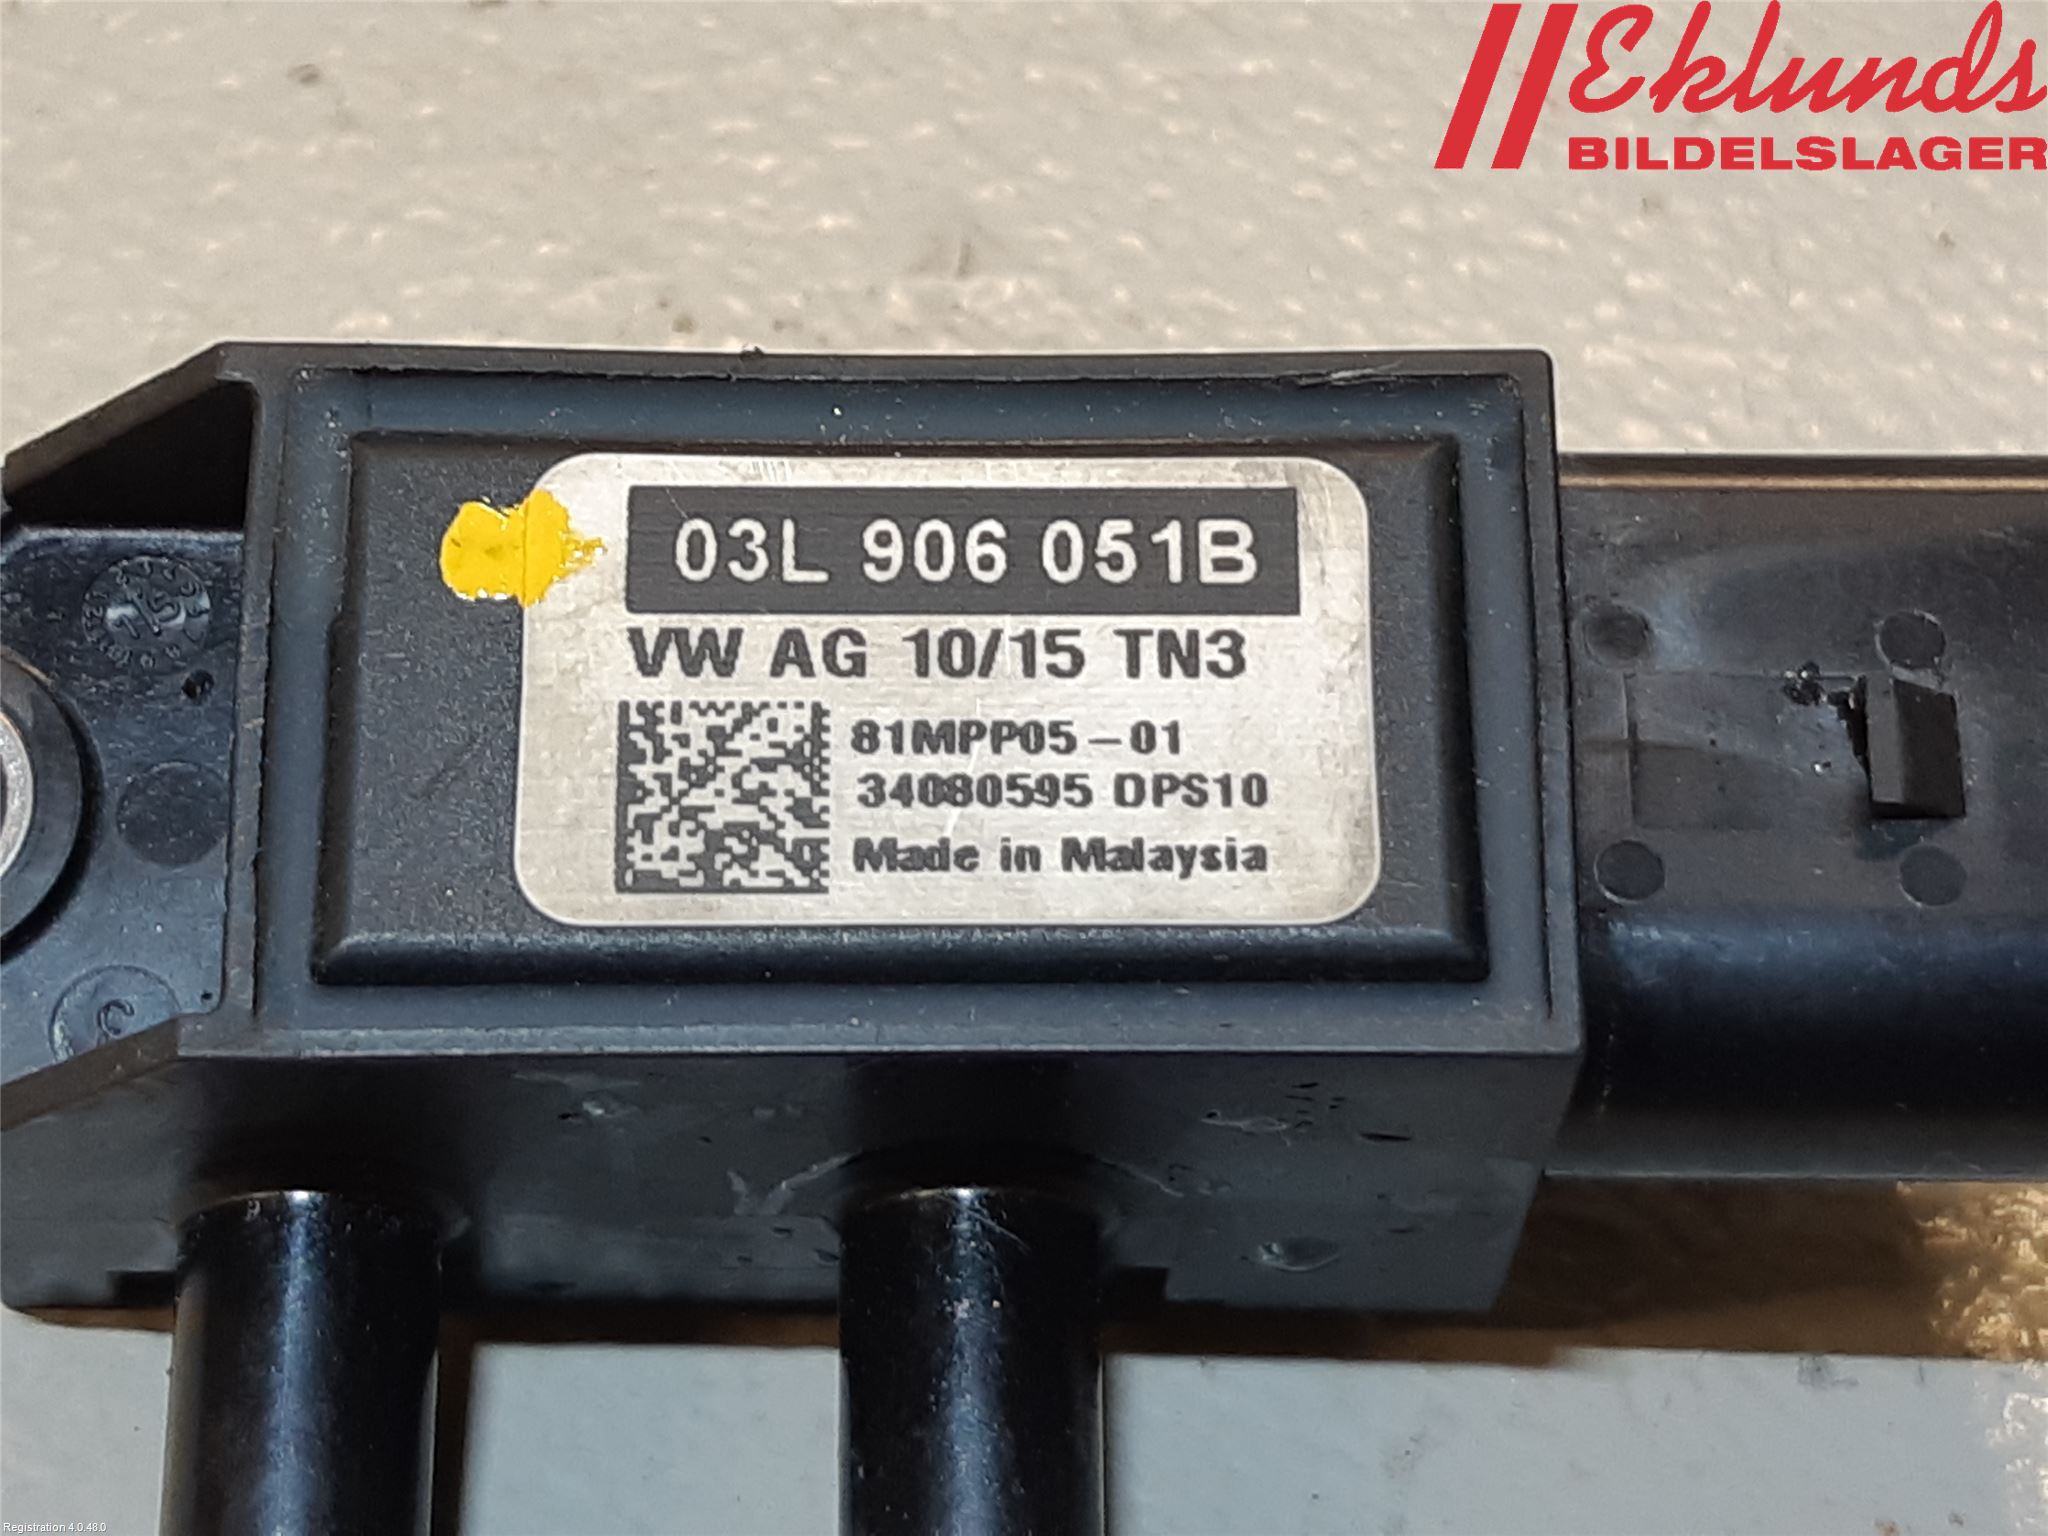 Eklunds
BILDELSLAGER
03L 906 051B
VW AG 10/15 TN3
81MPP05-01
34080595 DPS10
Made in Malaysia
C
Registration 4.0.48.0